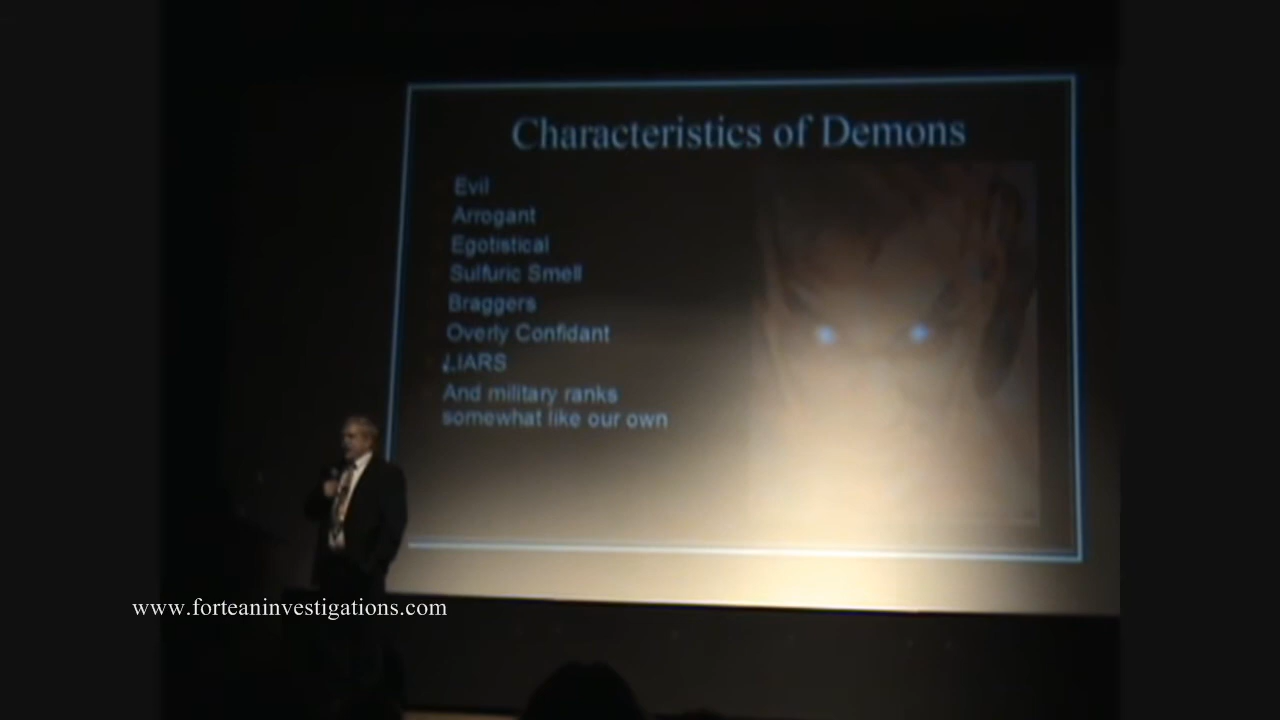 Characteristics of Demons
Evil
Arrogant
Egotistical
Sulfuric Smell
Braggers
Overly Confidant
LIARS
And military ranks
somewhat like our own
www.forteaninvestigations.com